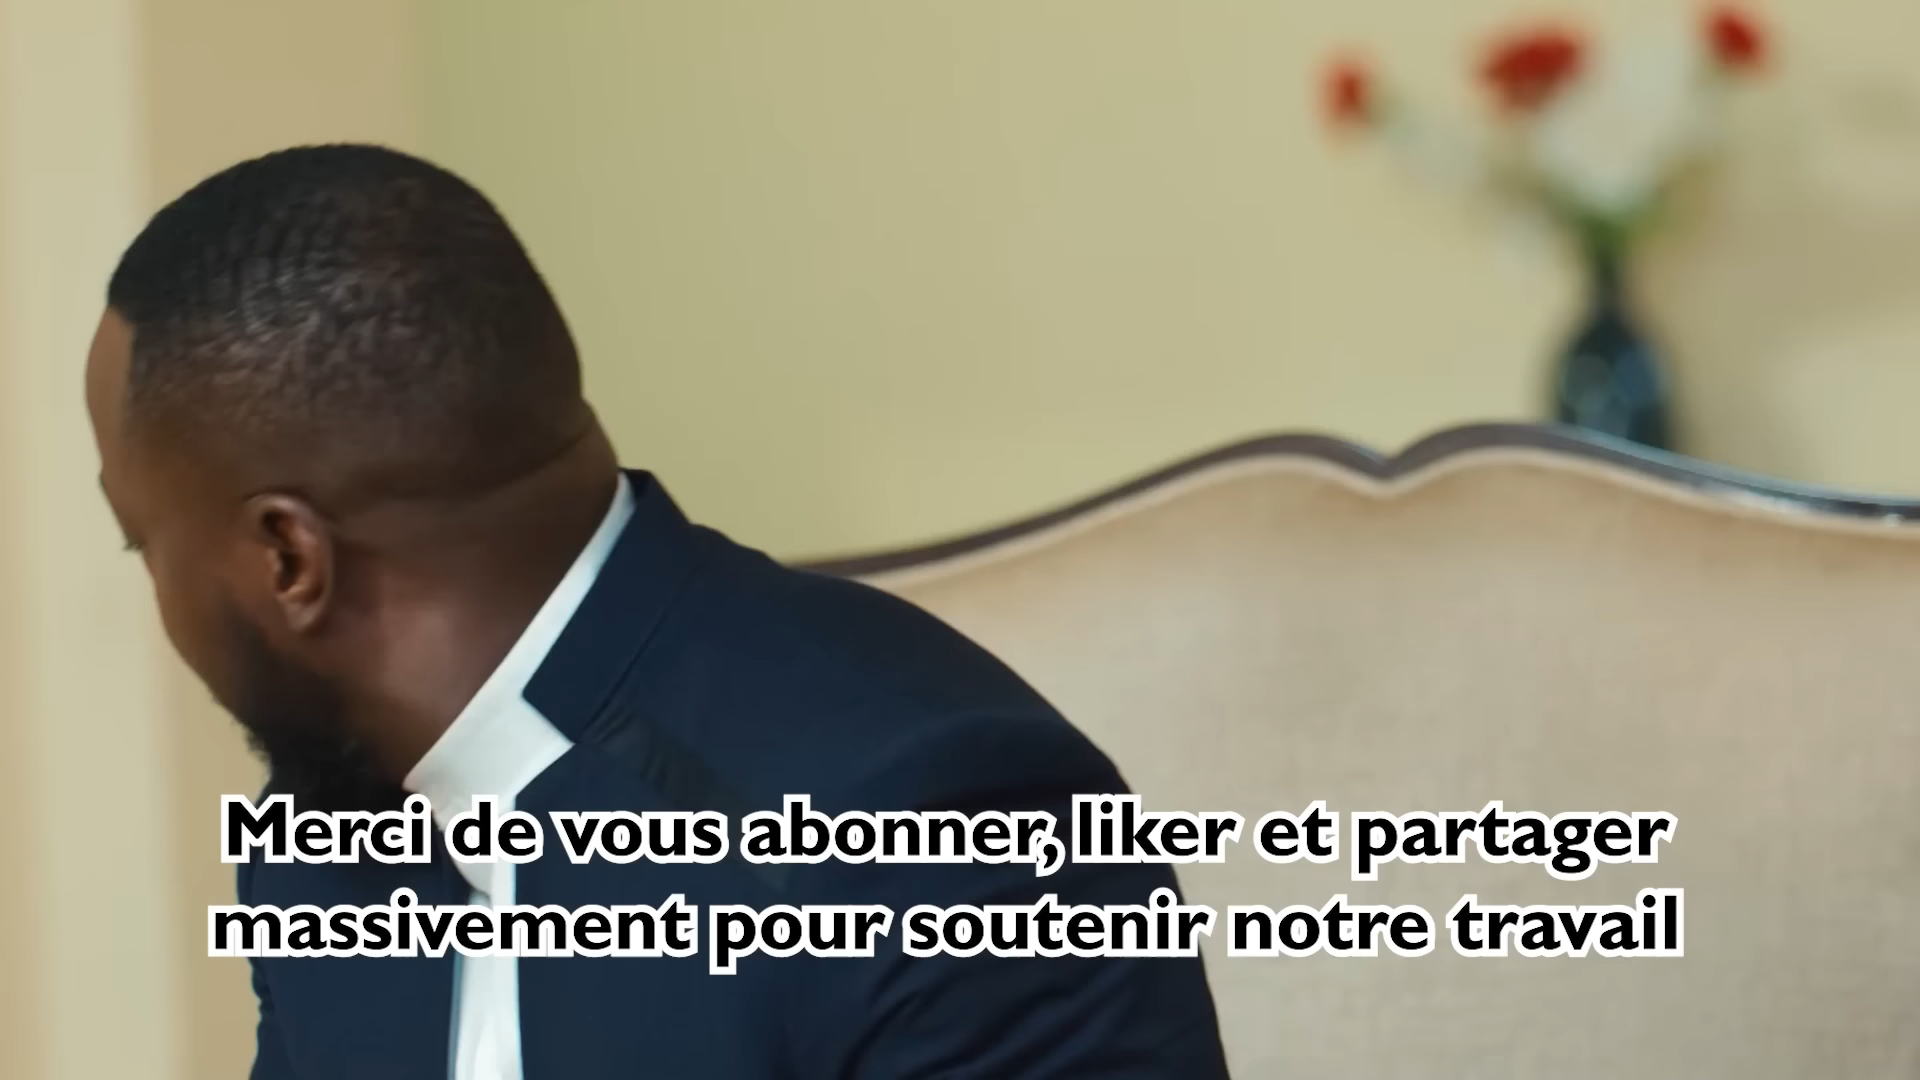 Merci de vous abonner, liker et partager
massivement pour soutenir notre travail